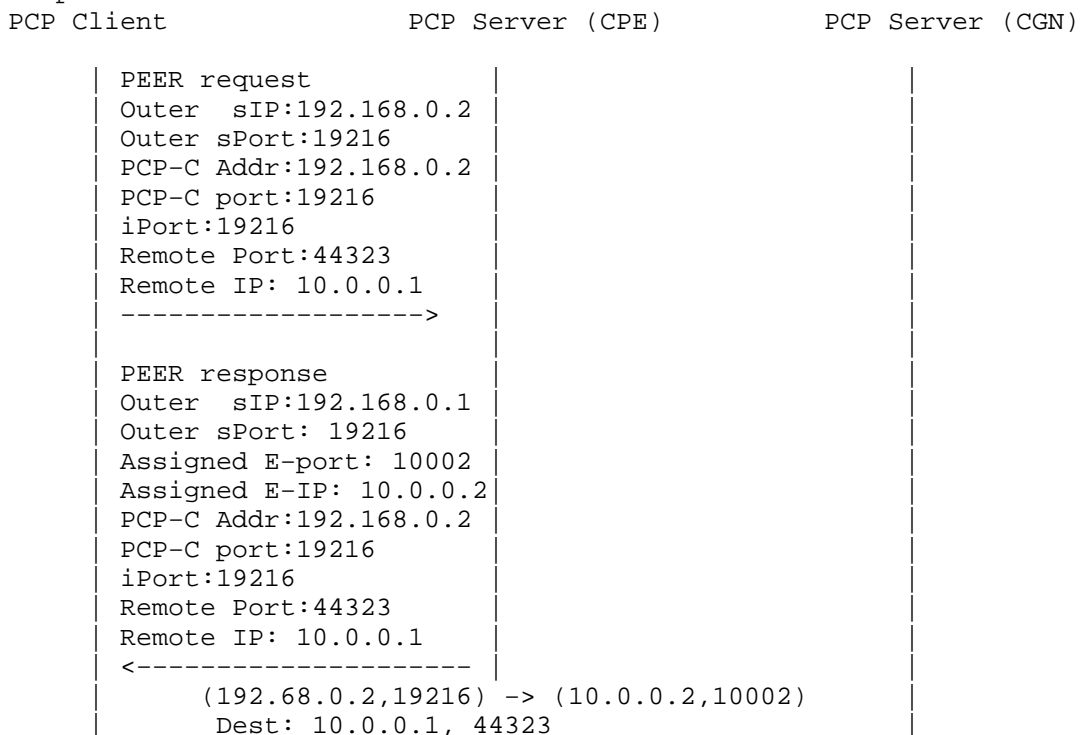 PCP Client PCP Server (CPE) PCP Server (CGN)
| PEER request | |
| Outer sIP:192.168.0.2 | |
| Outer sPort:19216 | |
| PCP-C Addr:192.168.0.2 | |
| PCP-C port:19216 | |
| iPort:19216 | |
| Remote Port:44323 | |
| Remote IP: 10.0.0.1 | |
| -------------------> | |
| | |
| PEER response | |
| Outer sIP:192.168.0.1 | |
| Outer sPort: 19216 | |
| Assigned E-port: 10002 | |
| Assigned E-IP: 10.0.0.2| |
| PCP-C Addr:192.168.0.2 | |
| PCP-C port:19216 | |
| iPort:19216 | |
| Remote Port:44323 | |
| Remote IP: 10.0.0.1 | |
| <--------------------- | |
| (192.68.0.2,19216) -> (10.0.0.2,10002) |
| Dest: 10.0.0.1, 44323 |